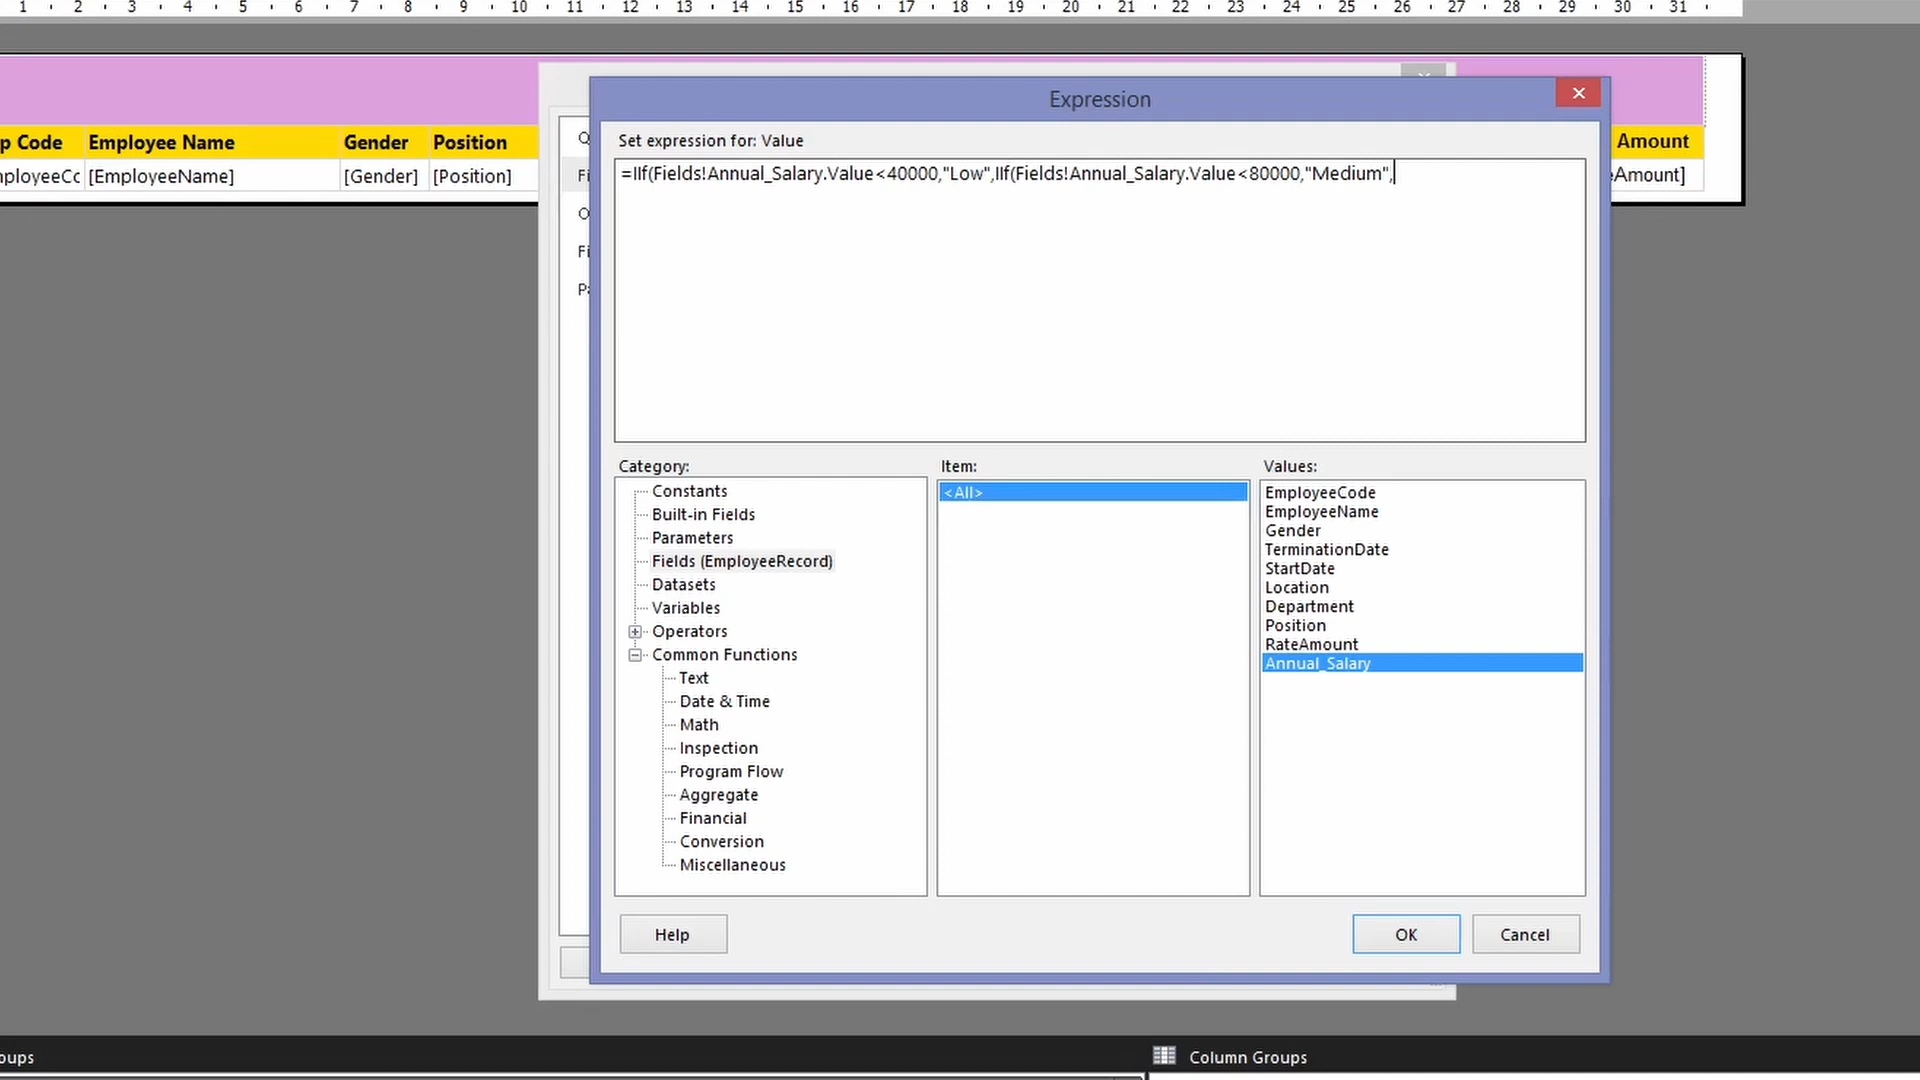 1 2 3 4 5 6 7 8 9 10 11 12 13 14 15 16 17 18 19 20 21 22 23 24 25 26 27 28 29 30 31
Expression
Set expression for: Value
p Code Employee Name Gender Position Amount
nployeeCc [EmployeeName] [Gender] [Position] eAmount]
=IIf(Fields!Annual_Salary.Value<40000,"Low",IIf(Fields!Annual_Salary.Value<80000,"Medium",
Q
Fi
O
Fi
Pa
Category:
Constants
Built-in Fields
Parameters
Fields (EmployeeRecord)
Datasets
Variables
Operators
Common Functions
Text
Date & Time
Math
Inspection
Program Flow
Aggregate
Financial
Conversion
Miscellaneous
Item:
<All>
Values:
EmployeeCode
EmployeeName
Gender
TerminationDate
StartDate
Location
Department
Position
RateAmount
Annual_Salary
Help OK Cancel
oups Column Groups